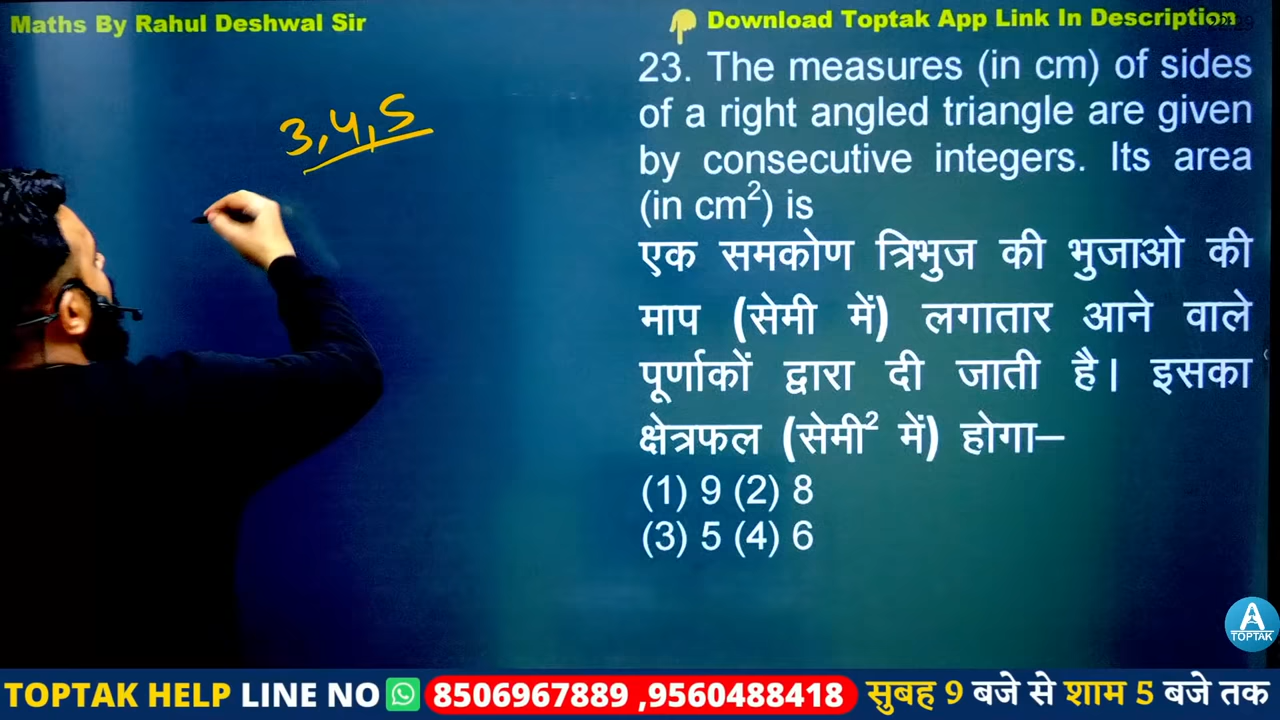 Maths By Rahul Deshwal Sir
Download Toptak App Link In Description
3, 4, 5
23. The measures (in cm) of sides
of a right angled triangle are given
by consecutive integers. Its area
(in cm²) is
एक समकोण त्रिभुज की भुजाओ की
माप (सेमी में) लगातार आने वाले
पूर्णाकों द्वारा दी जाती है। इसका
क्षेत्रफल (सेमी² में) होगा–
(1) 9 (2) 8
(3) 5 (4) 6
A
TOPTAK
TOPTAK HELP LINE NO 8506967889 ,9560488418 सुबह 9 बजे से शाम 5 बजे तक